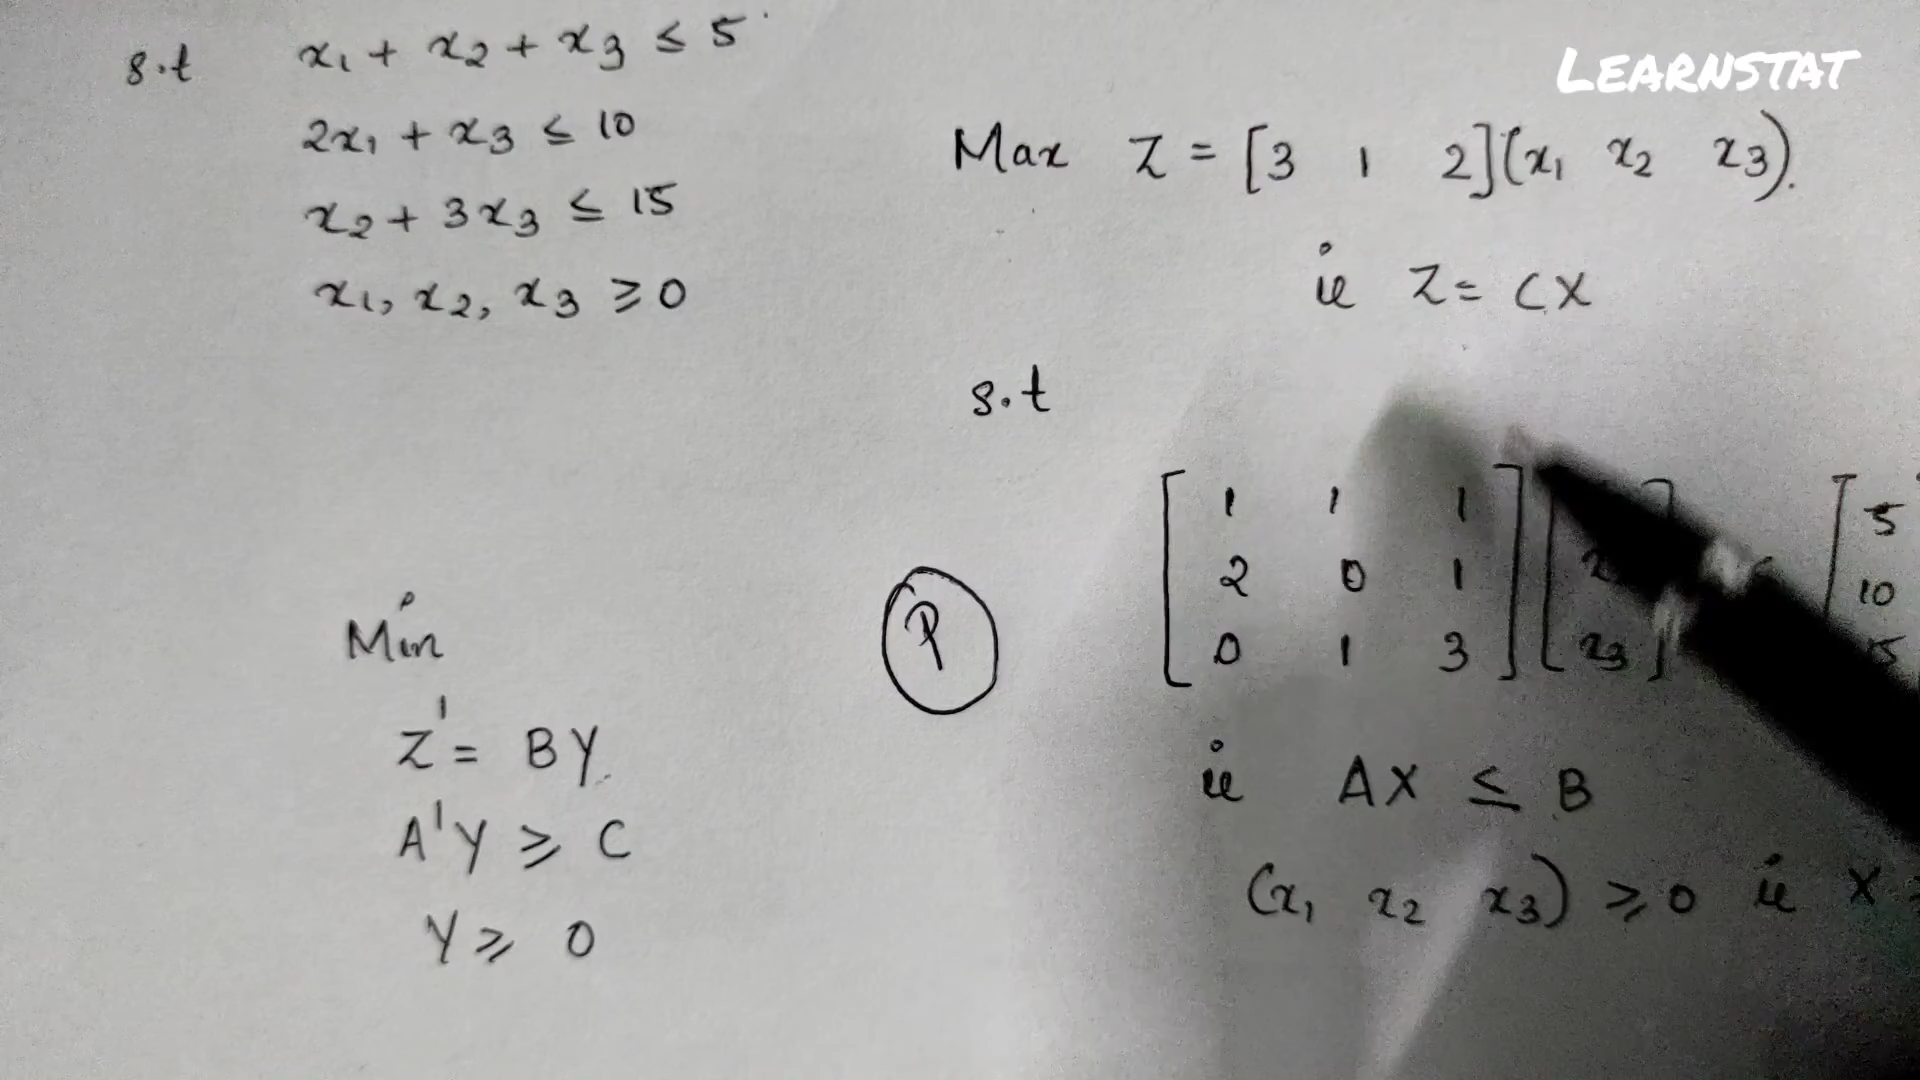 s.t x₁ + x₂ + x₃ ≤ 5
2x₁ + x₃ ≤ 10
x₂ + 3x₃ ≤ 15
x₁, x₂, x₃ ≥ 0
Min
Z' = BY
A'Y ≥ C
Y ≥ 0
LEARNSTAT
Max Z = [3 1 2](x₁ x₂ x₃).
ie Z = CX
s.t
P
[1 1 1] [ [5
2 0 1 10
0 1 3 x₃ 15
ie AX ≤ B
(x₁ x₂ x₃) ≥ 0 ie X